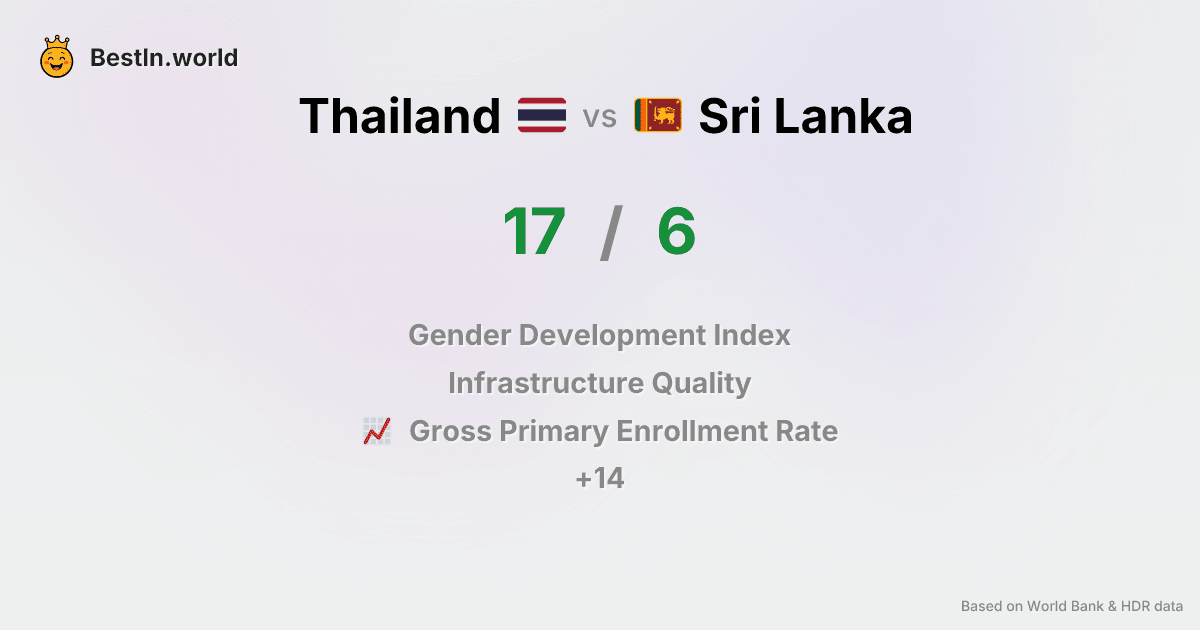 BestIn.world
Thailand vs Sri Lanka
17 / 6
Gender Development Index
Infrastructure Quality
Gross Primary Enrollment Rate
+14
Based on World Bank & HDR data